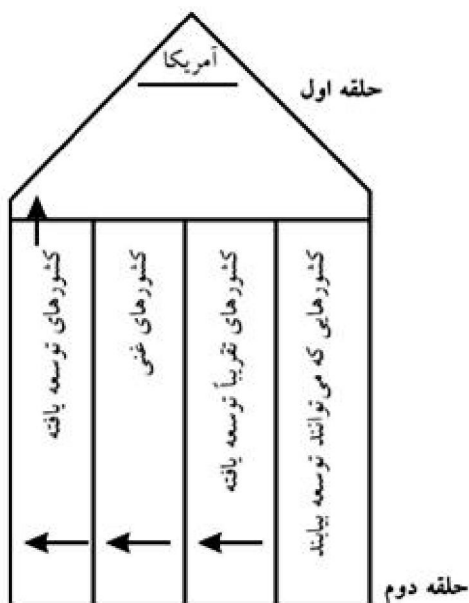 آمریکا
حلقه اول
کشورهایی که می‌توانند توسعه بیابند
کشورهای تقریباً توسعه یافته
کشورهای غنی
کشورهای توسعه یافته
حلقه دوم